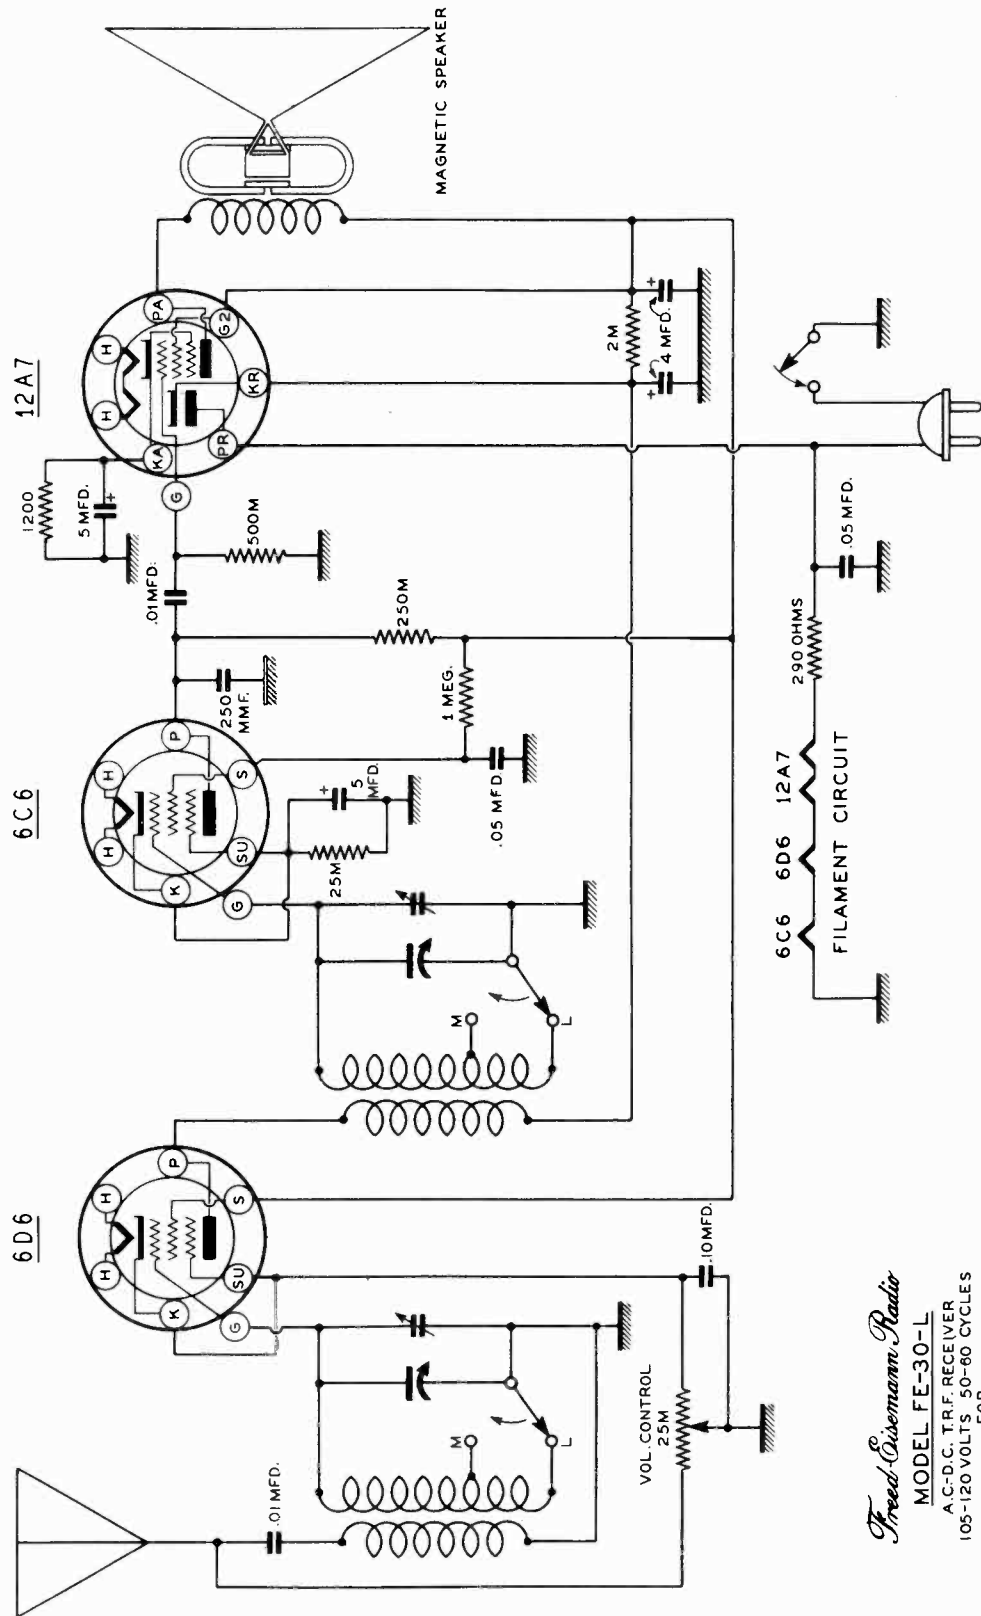 6D6
6C6
12A7
H
H
K
P
G
SU
S
H
H
K
P
G
SU
S
H
H
KA
PA
G
PR
KR
G2
1200
5 MFD.
+
.01 MFD.
500M
250
MMF.
250M
1 MEG.
.05 MFD.
+
5
MFD.
25M
M
L
.01 MFD.
M
L
VOL. CONTROL
25M
.10 MFD.
MAGNETIC SPEAKER
2M
+
4 MFD.
+
.05 MFD.
290 OHMS
6C6 6D6 12A7
FILAMENT CIRCUIT
Freed-Eisemann Radio
MODEL FE-30-L
A.C.-D.C. T.R.F. RECEIVER
105-120 VOLTS 50-60 CYCLES